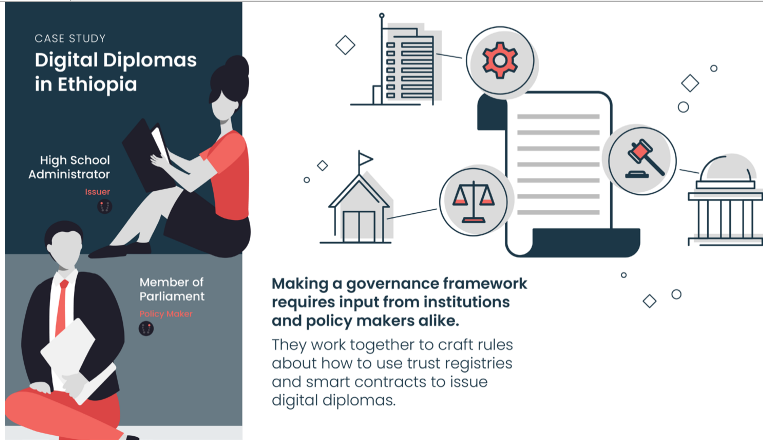 CASE STUDY
Digital Diplomas
in Ethiopia
High School
Administrator
Issuer
Member of
Parliament
Policy Maker
Making a governance framework
requires input from institutions
and policy makers alike.
They work together to craft rules
about how to use trust registries
and smart contracts to issue
digital diplomas.